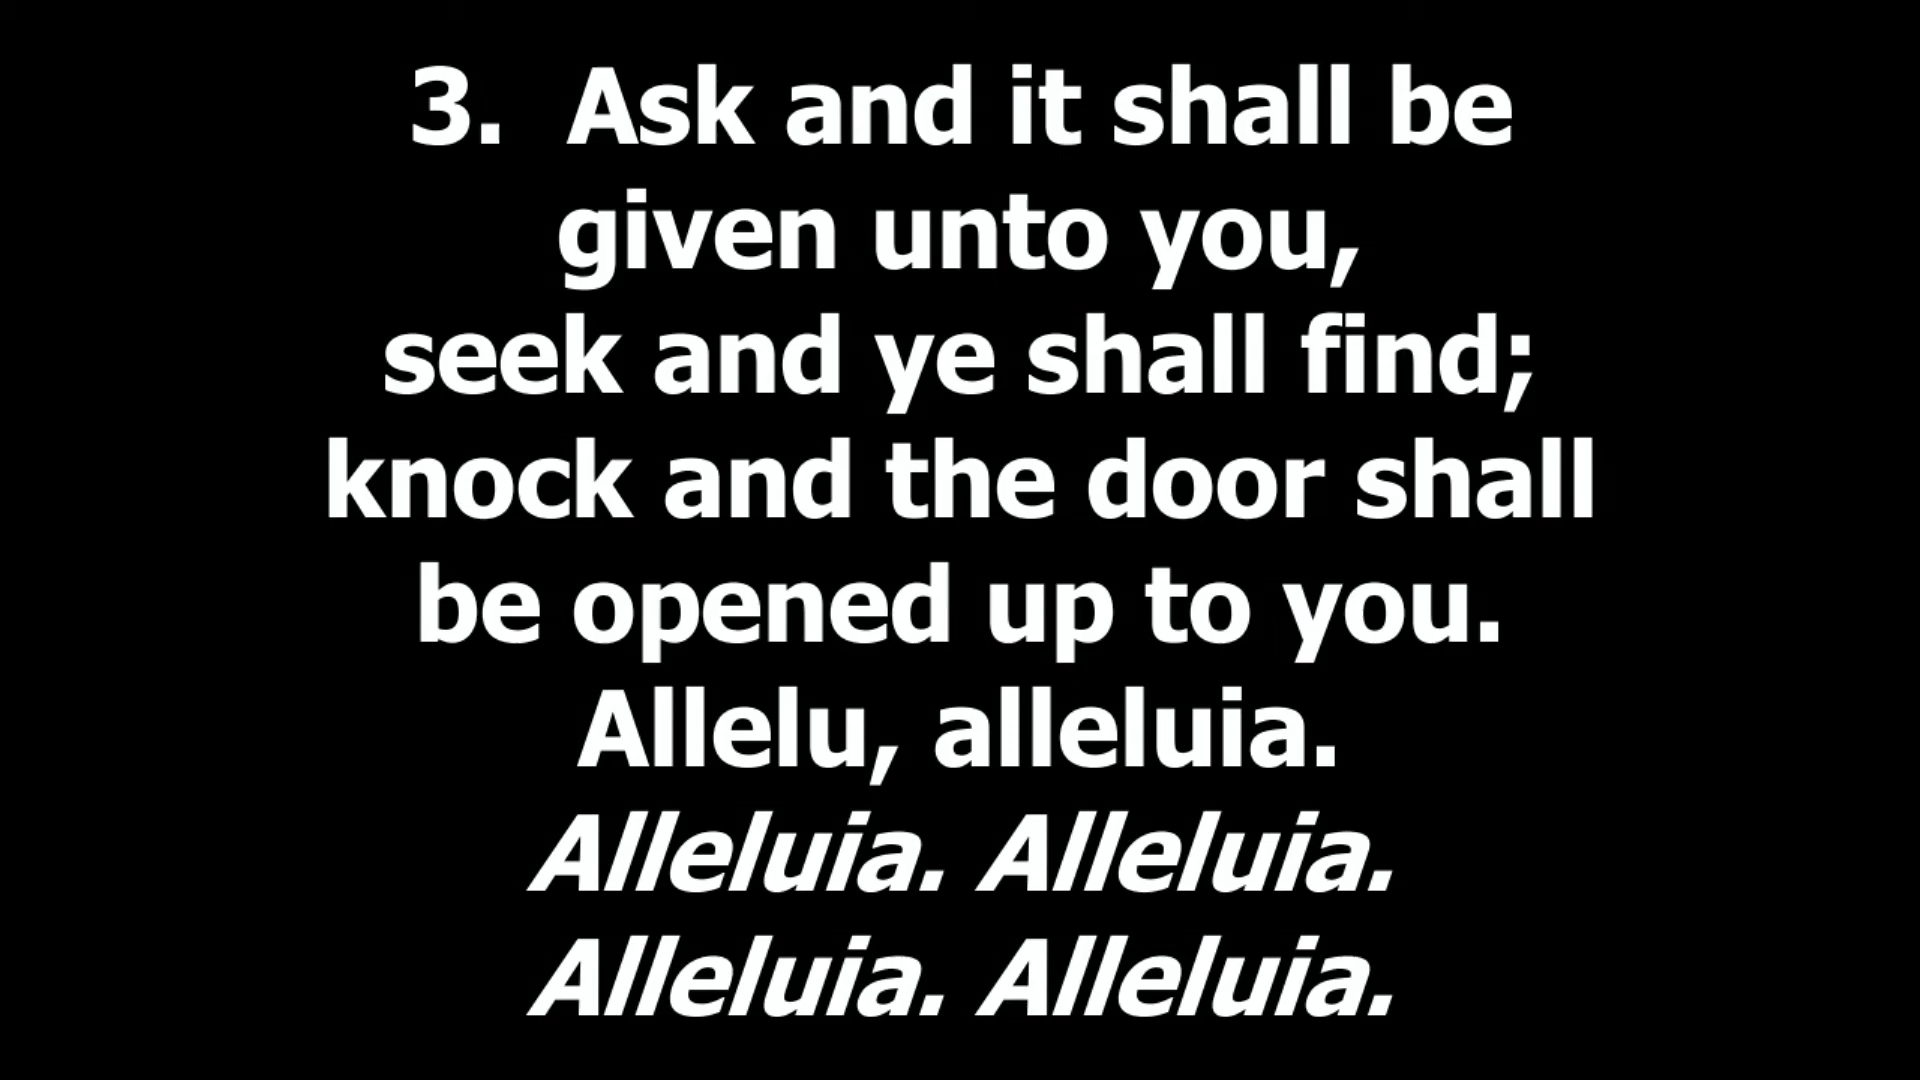 3.  Ask and it shall be
given unto you,
seek and ye shall find;
knock and the door shall
be opened up to you.
Allelu, alleluia.
Alleluia. Alleluia.
Alleluia. Alleluia.